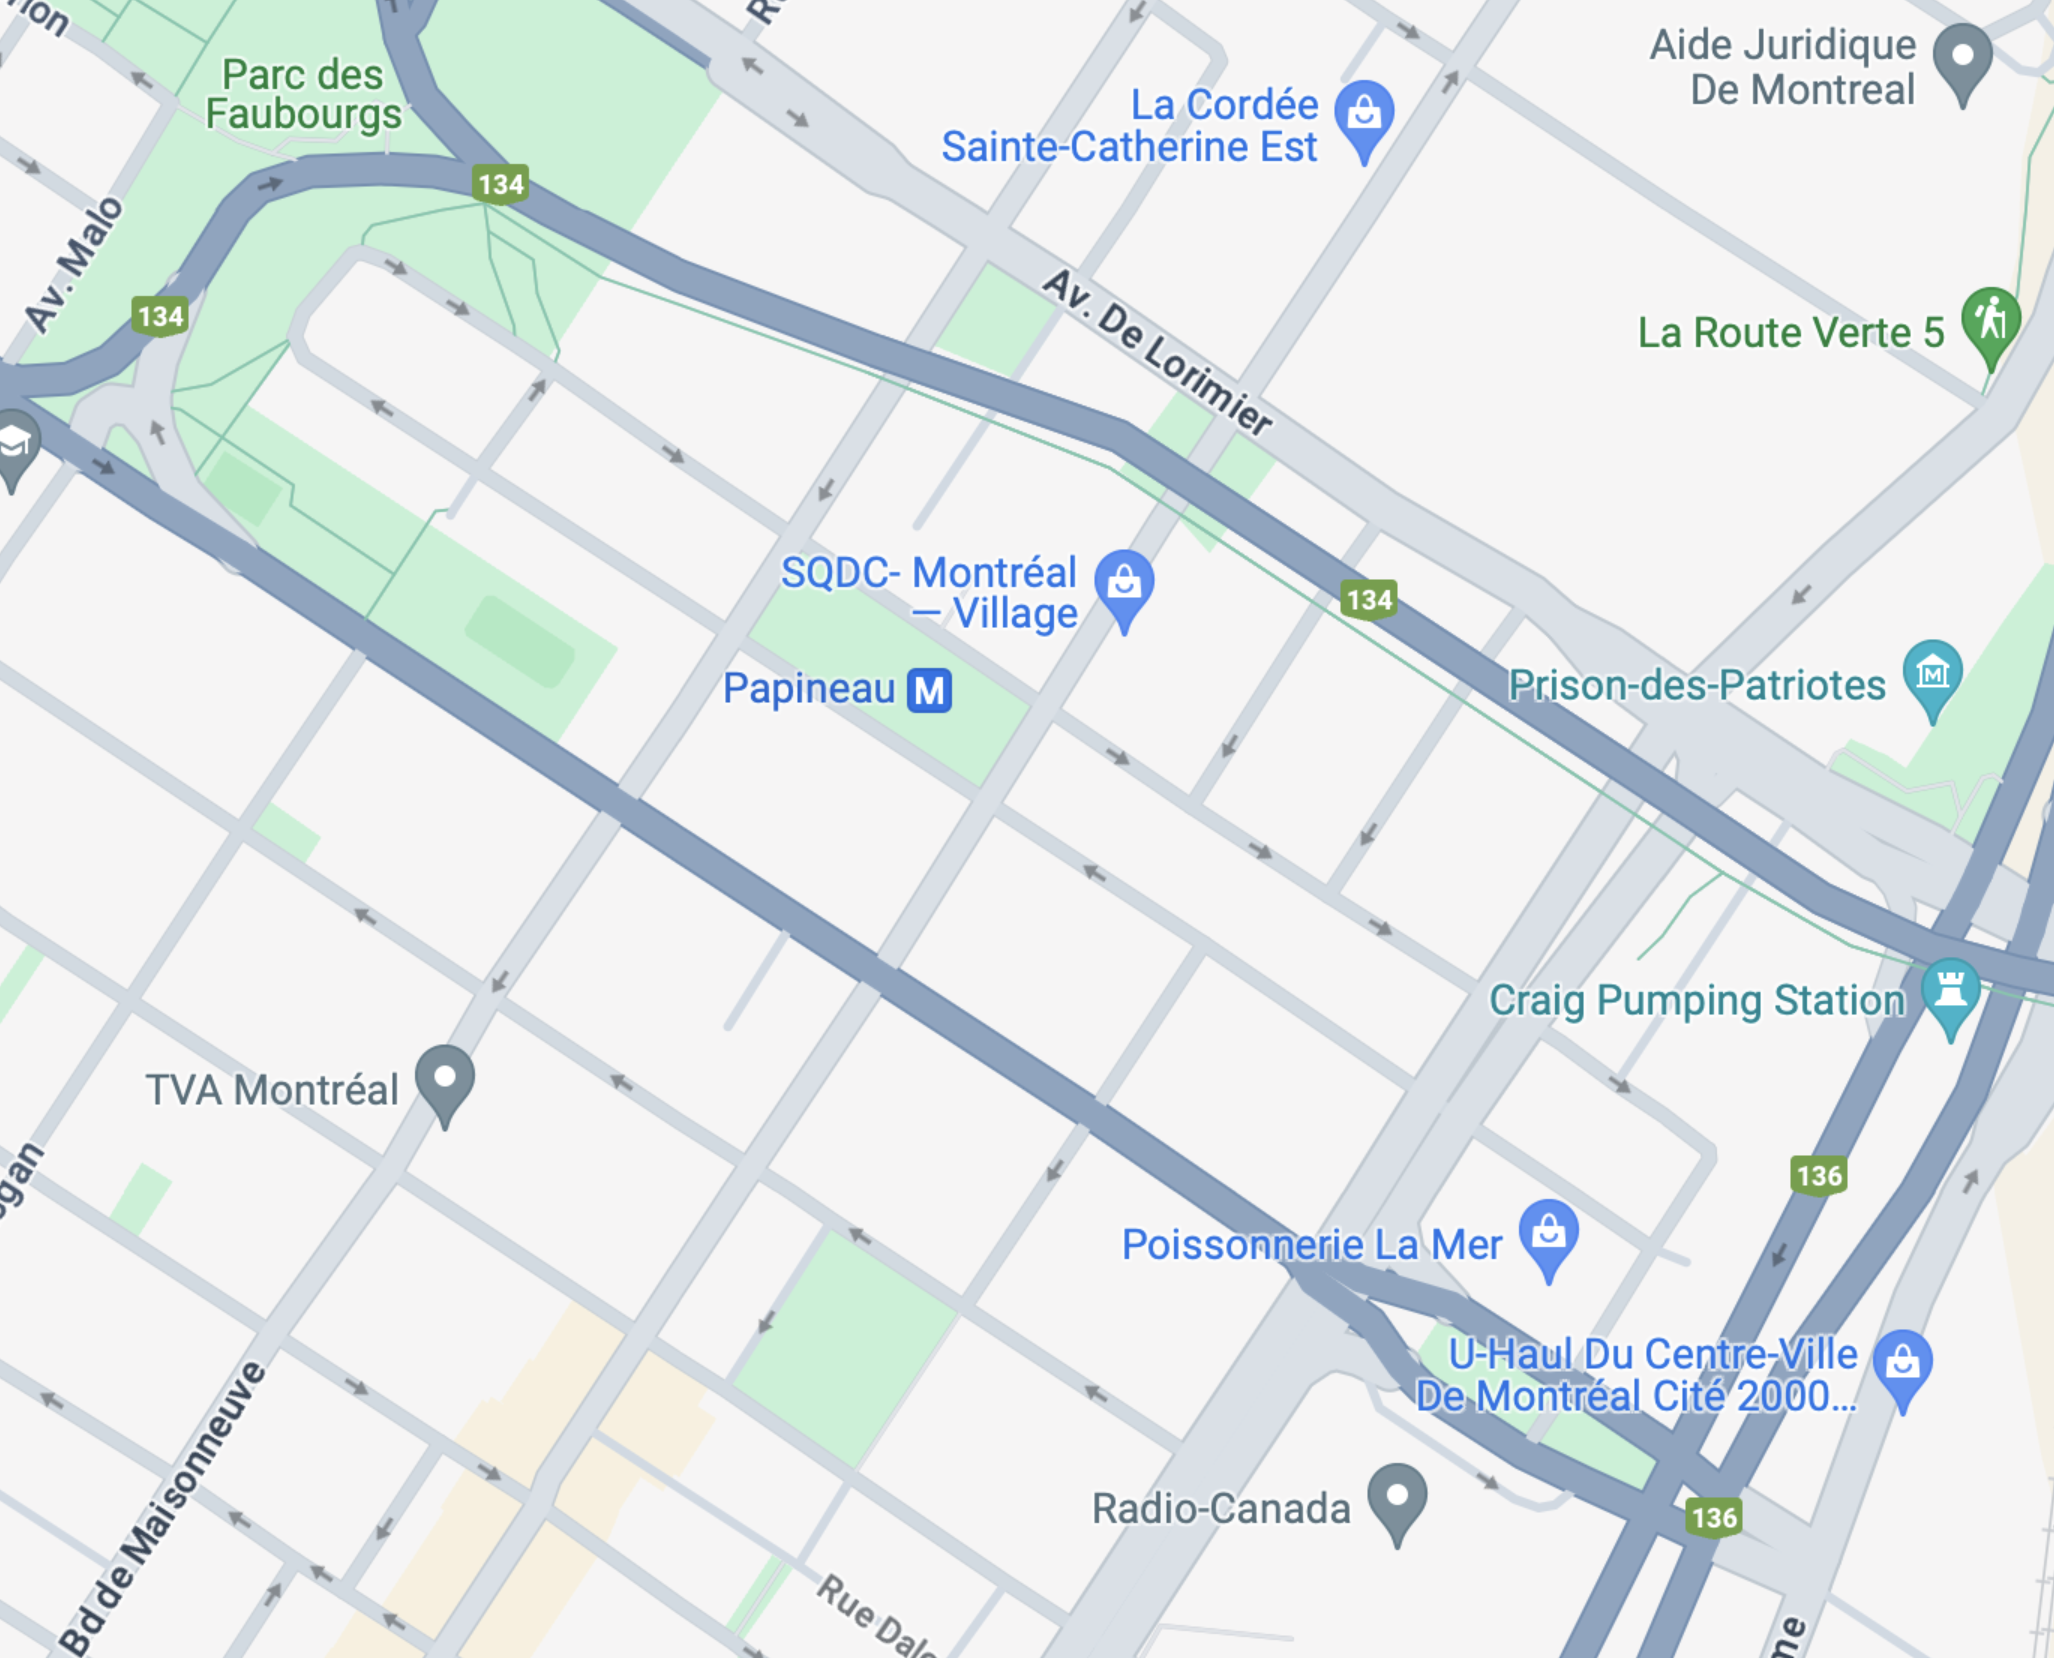 Parc des
Faubourgs
La Cordée
Sainte-Catherine Est
Aide Juridique
De Montreal
134
Av. Malo
134
Av. De Lorimier
La Route Verte 5
SQDC- Montréal
— Village
134
Papineau M
Prison-des-Patriotes
M
Craig Pumping Station
TVA Montréal
136
Poissonnerie La Mer
U-Haul Du Centre-Ville
De Montréal Cité 2000...
Bd de Maisonneuve
Radio-Canada
136